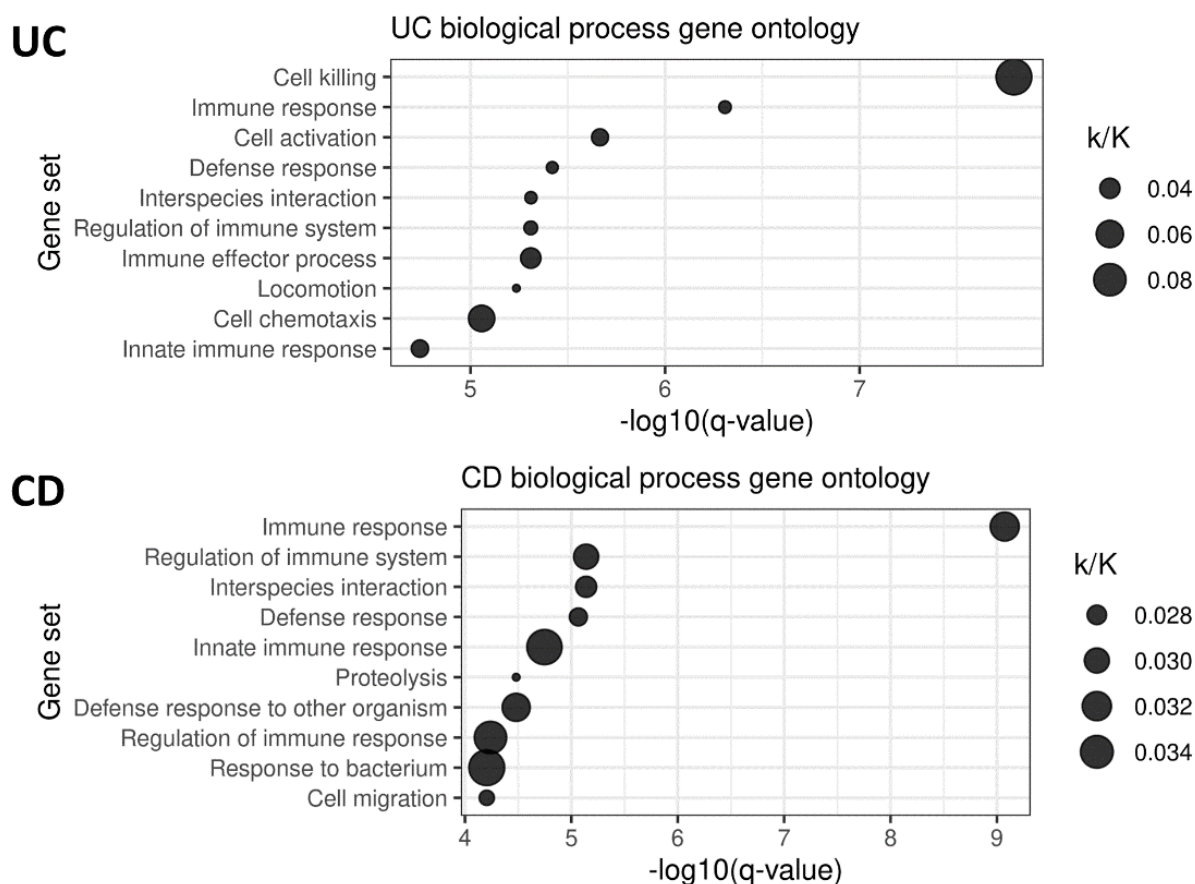 UC
UC biological process gene ontology
Gene set
Cell killing
Immune response
Cell activation
Defense response
Interspecies interaction
Regulation of immune system
Immune effector process
Locomotion
Cell chemotaxis
Innate immune response
5 6 7
-log10(q-value)
k/K
0.04
0.06
0.08
CD
CD biological process gene ontology
Gene set
Immune response
Regulation of immune system
Interspecies interaction
Defense response
Innate immune response
Proteolysis
Defense response to other organism
Regulation of immune response
Response to bacterium
Cell migration
4 5 6 7 8 9
-log10(q-value)
k/K
0.028
0.030
0.032
0.034